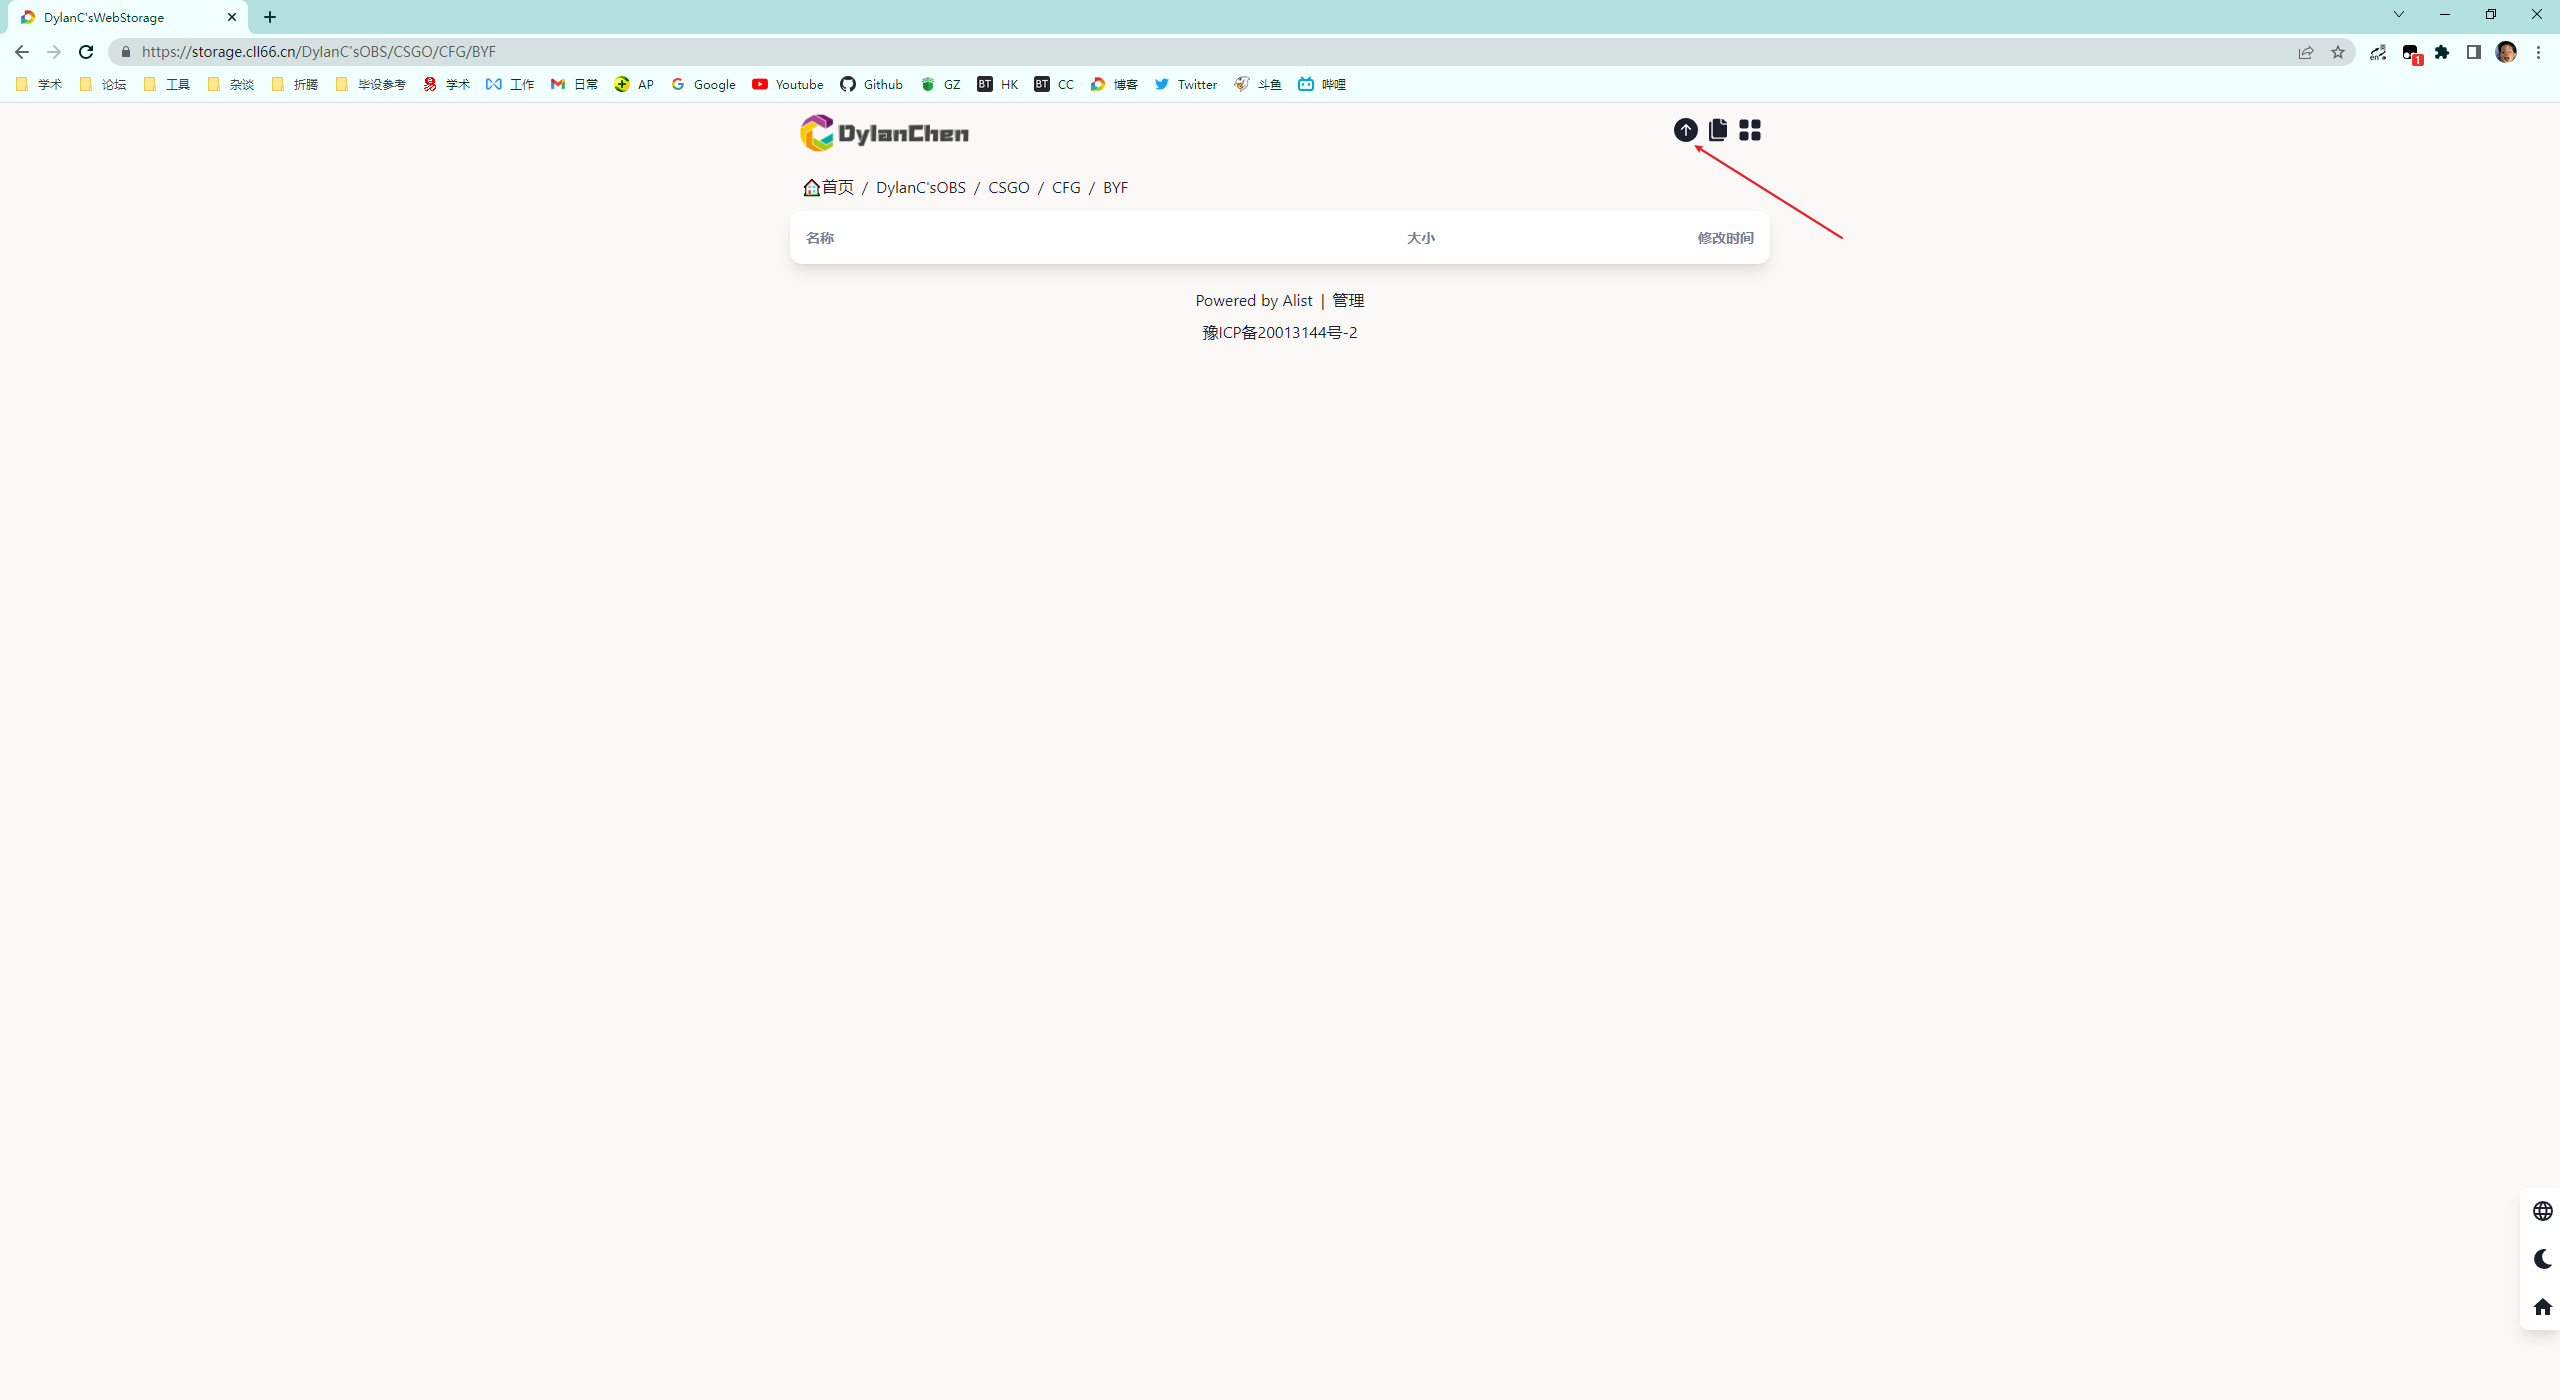 DylanC'sWebStorage
https://storage.cll66.cn/DylanC'sOBS/CSGO/CFG/BYF
en
1
学术 论坛 工具 杂谈 折腾 毕设参考 学术 工作 日常 AP Google Youtube Github GZ BT HK BT CC 博客 Twitter 斗鱼 哔哩
DylanChen
首页 / DylanC'sOBS / CSGO / CFG / BYF
名称 大小 修改时间
Powered by Alist | 管理
豫ICP备20013144号-2